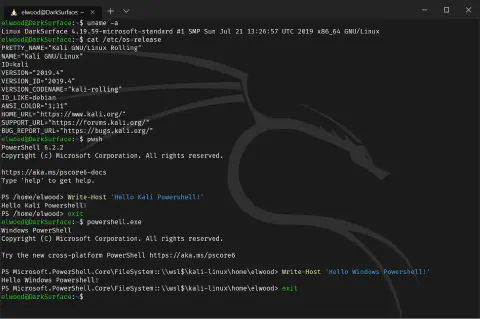 elwood@DarkSurface: ~
elwood@DarkSurface:~$ uname -a
Linux DarkSurface 4.19.59-microsoft-standard #1 SMP Sun Jul 21 13:26:57 UTC 2019 x86_64 GNU/Linux
elwood@DarkSurface:~$ cat /etc/os-release
PRETTY_NAME="Kali GNU/Linux Rolling"
NAME="Kali GNU/Linux"
ID=kali
VERSION="2019.4"
VERSION_ID="2019.4"
VERSION_CODENAME="kali-rolling"
ID_LIKE=debian
ANSI_COLOR="1;31"
HOME_URL="https://www.kali.org/"
SUPPORT_URL="https://forums.kali.org/"
BUG_REPORT_URL="https://bugs.kali.org/"
elwood@DarkSurface:~$ pwsh
PowerShell 6.2.2
Copyright (c) Microsoft Corporation. All rights reserved.
https://aka.ms/pscore6-docs
Type 'help' to get help.
PS /home/elwood> Write-Host 'Hello Kali Powershell!'
Hello Kali Powershell!
PS /home/elwood> exit
elwood@DarkSurface:~$ powershell.exe
Windows PowerShell
Copyright (C) Microsoft Corporation. All rights reserved.
Try the new cross-platform PowerShell https://aka.ms/pscore6
PS Microsoft.PowerShell.Core\FileSystem::\\wsl$\kali-linux\home\elwood> Write-Host 'Hello Windows Powershell!'
Hello Windows Powershell!
PS Microsoft.PowerShell.Core\FileSystem::\\wsl$\kali-linux\home\elwood> exit
elwood@DarkSurface:~$